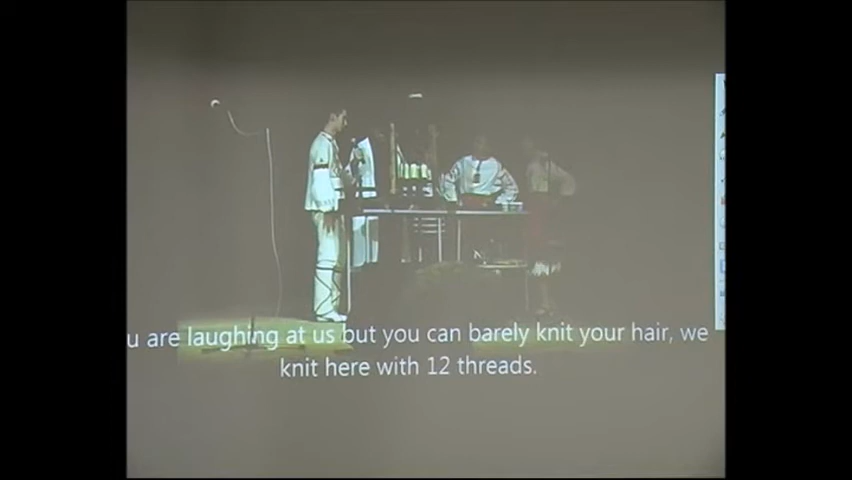 u are laughing at us but you can barely knit your hair, we
knit here with 12 threads.